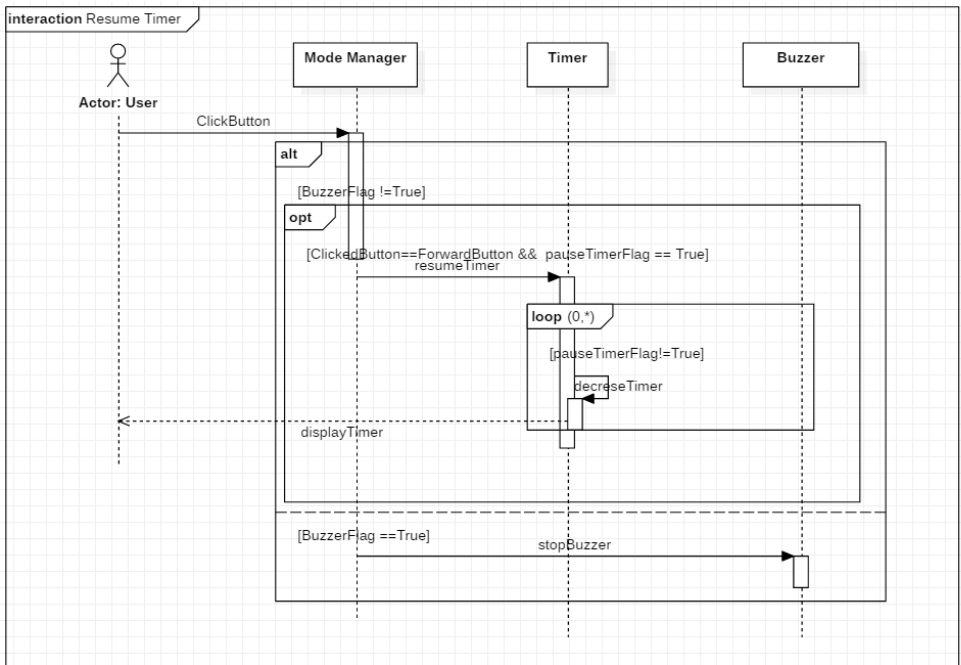 interaction Resume Timer
Mode Manager
Timer
Buzzer
Actor: User
ClickButton
alt
[BuzzerFlag !=True]
opt
[ClickedButton==ForwardButton && pauseTimerFlag == True]
resumeTimer
loop (0,*)
[pauseTimerFlag!=True]
decreseTimer
displayTimer
[BuzzerFlag ==True]
stopBuzzer